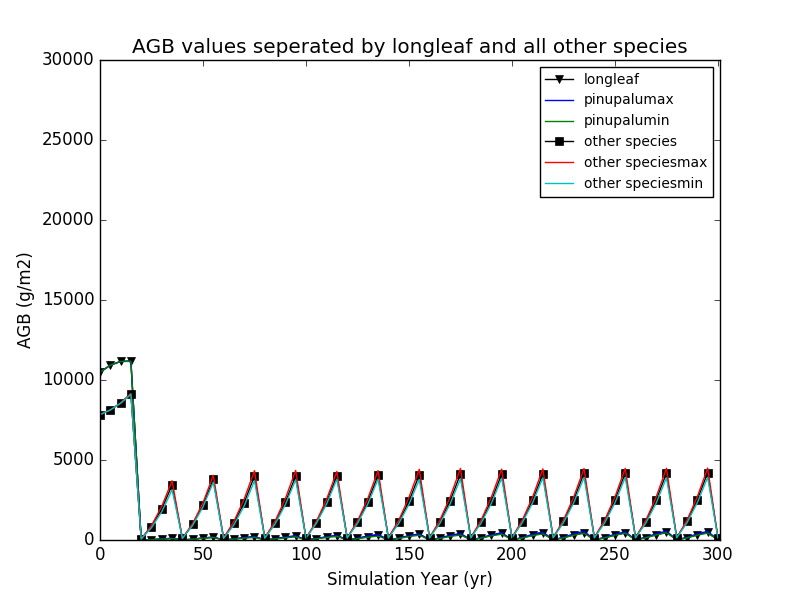 AGB values seperated by longleaf and all other species
30000
25000
20000
15000
10000
5000
0
AGB (g/m2)
longleaf
pinupalumax
pinupalumin
other species
other speciesmax
other speciesmin
0 50 100 150 200 250 300
Simulation Year (yr)